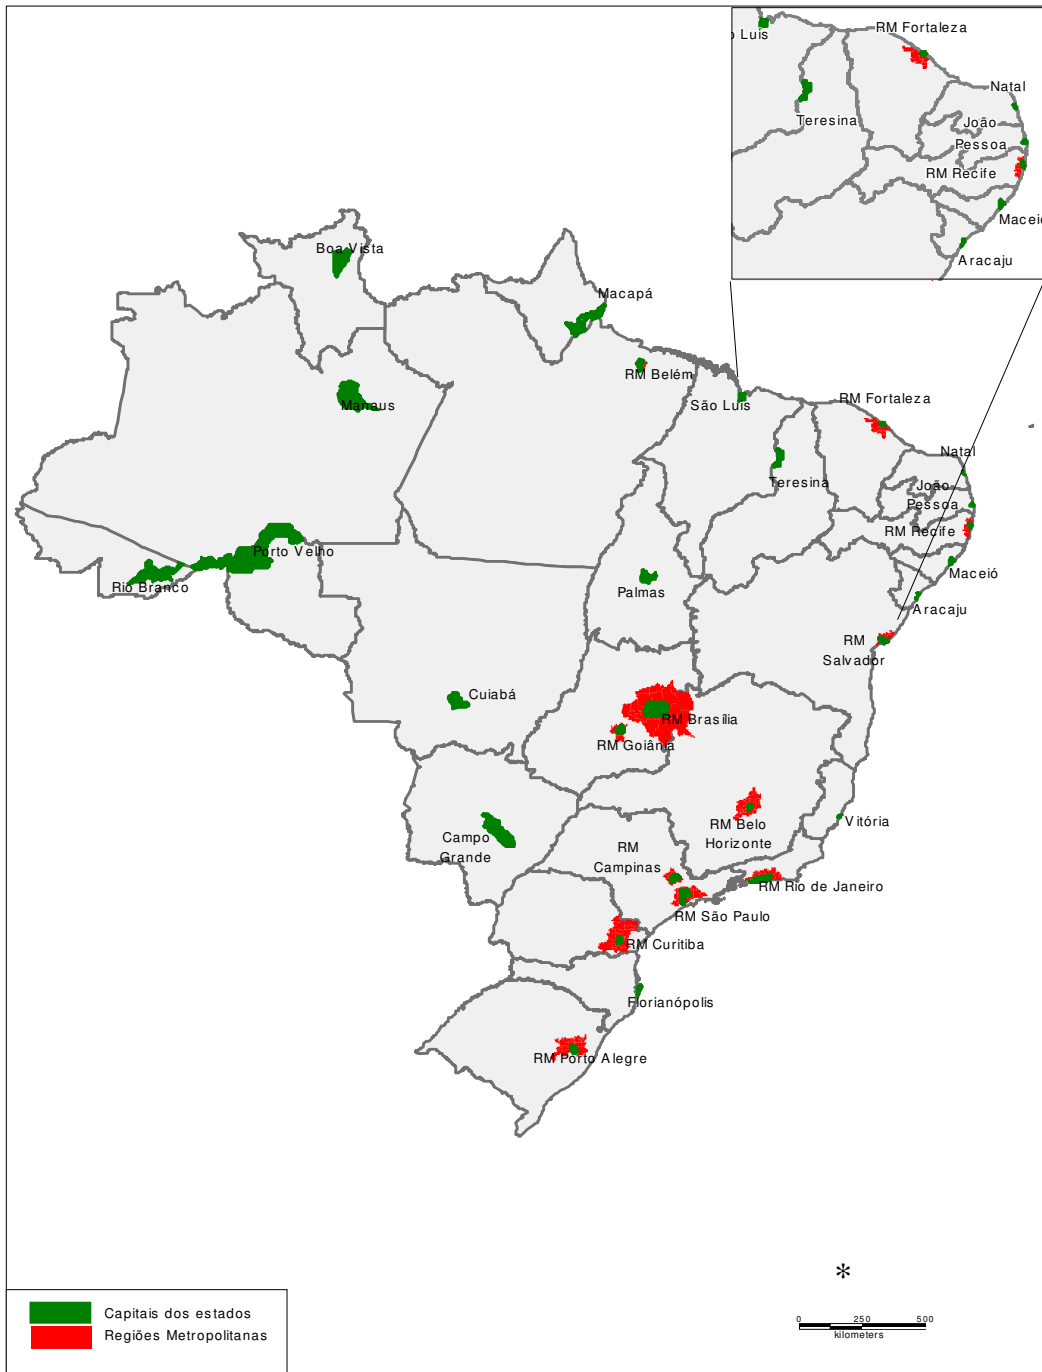 RM Fortaleza
o Luis
Natal
Teresina
João
Pessoa
RM Recife
Maceió
Aracaju
Boa Vista
Macapá
RM Belém
Manaus
São Luis
RM Fortaleza
Natal
Teresina
João
Pessoa
RM Recife
Porto Velho
Rio Branco
Palmas
Maceió
Aracaju
RM
Salvador
Cuiabá
RM Brasília
RM Goiânia
Campo
Grande
RM Belo
Horizonte
Vitória
RM
Campinas
RM Rio de Janeiro
RM São Paulo
RM Curitiba
Florianópolis
RM Porto Alegre
*
Capitais dos estados
Regiões Metropolitanas
0 250 500
kilometers